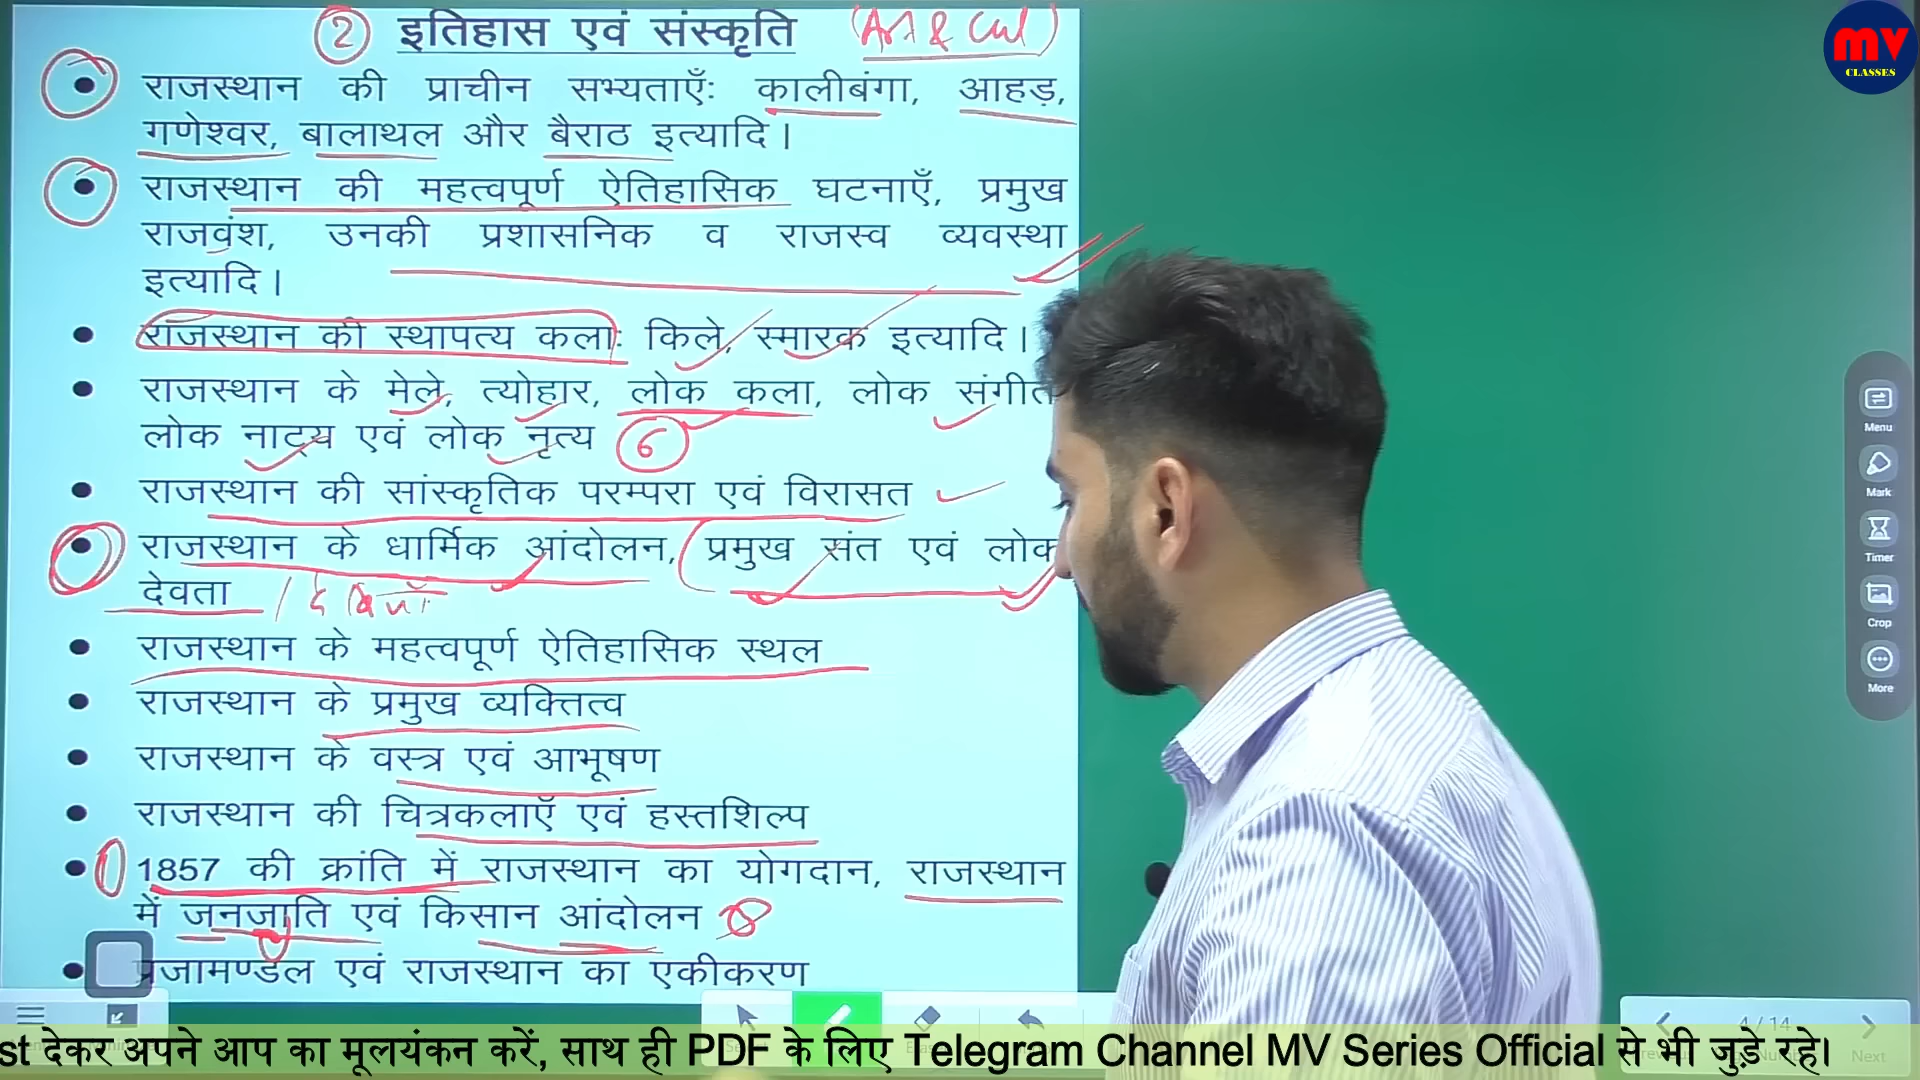 ② इतिहास एवं संस्कृति (Art & Cul)
MV
CLASSES
• राजस्थान की प्राचीन सभ्यताएँः कालीबंगा, आहड़,
गणेश्वर, बालाथल और बैराठ इत्यादि।
• राजस्थान की महत्वपूर्ण ऐतिहासिक घटनाएँ, प्रमुख
राजवंश, उनकी प्रशासनिक व राजस्व व्यवस्था
इत्यादि।
• राजस्थान की स्थापत्य कलाः किले, स्मारक इत्यादि।
• राजस्थान के मेले, त्योहार, लोक कला, लोक संगीत
लोक नाट्य एवं लोक नृत्य ⑥
• राजस्थान की सांस्कृतिक परम्परा एवं विरासत
• राजस्थान के धार्मिक आंदोलन, प्रमुख संत एवं लोक
देवता /
• राजस्थान के महत्वपूर्ण ऐतिहासिक स्थल
• राजस्थान के प्रमुख व्यक्तित्व
• राजस्थान के वस्त्र एवं आभूषण
• राजस्थान की चित्रकलाएँ एवं हस्तशिल्प
• 1857 की क्रांति में राजस्थान का योगदान, राजस्थान
में जनजाति एवं किसान आंदोलन
• प्रजामण्डल एवं राजस्थान का एकीकरण
Menu
Mark
Timer
Crop
More
4 / 14
Next
st देकर अपने आप का मूलयंकन करें, साथ ही PDF के लिए Telegram Channel MV Series Official से भी जुड़े रहे।